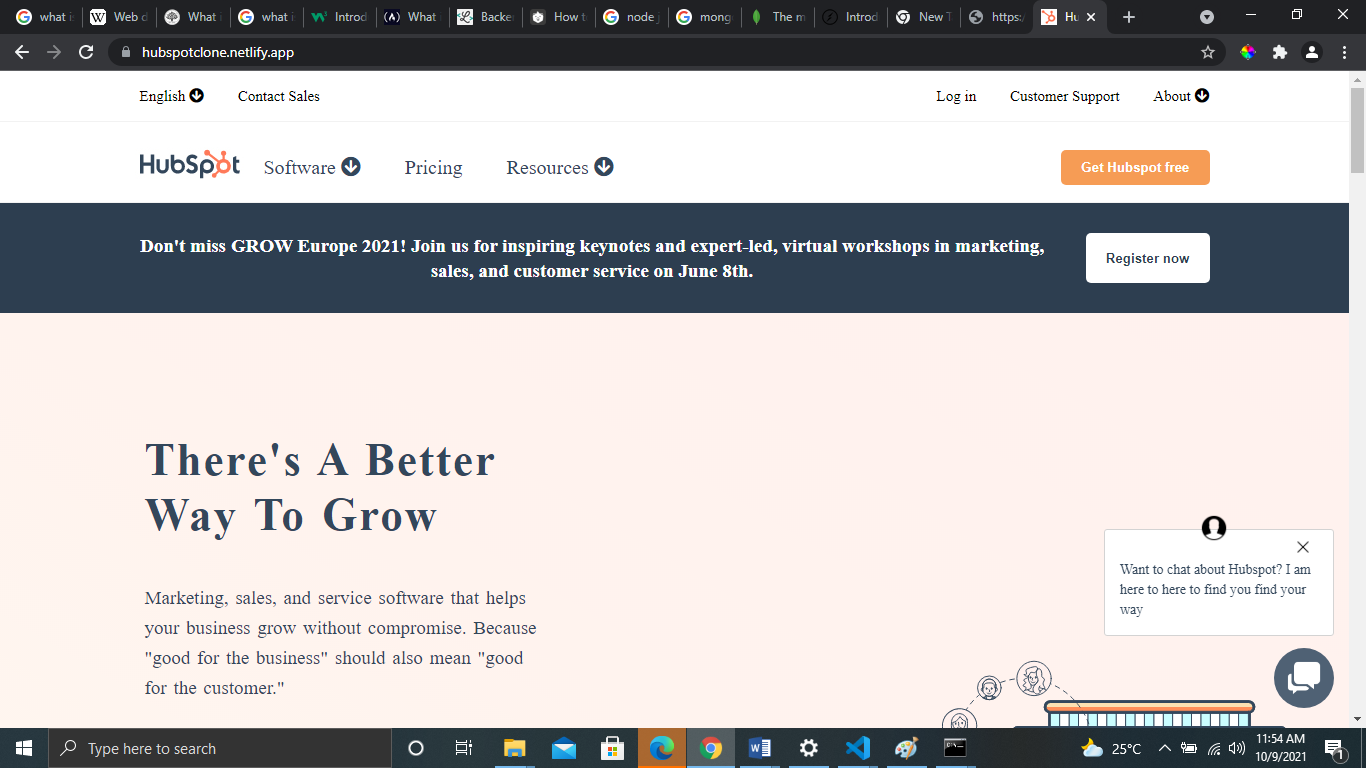 what is
Web d
What i
what i
Introd
What i
Backen
How to
node j
mongo
The m
Introd
New T
https:/
Hu
hubspotclone.netlify.app
English
Contact Sales
Log in
Customer Support
About
HubSpot
Software
Pricing
Resources
Get Hubspot free
Don't miss GROW Europe 2021! Join us for inspiring keynotes and expert-led, virtual workshops in marketing,
sales, and customer service on June 8th.
Register now
There's A Better
Way To Grow
Marketing, sales, and service software that helps
your business grow without compromise. Because
"good for the business" should also mean "good
for the customer."
Want to chat about Hubspot? I am
here to here to find you find your
way
Type here to search
25°C
11:54 AM
10/9/2021
1